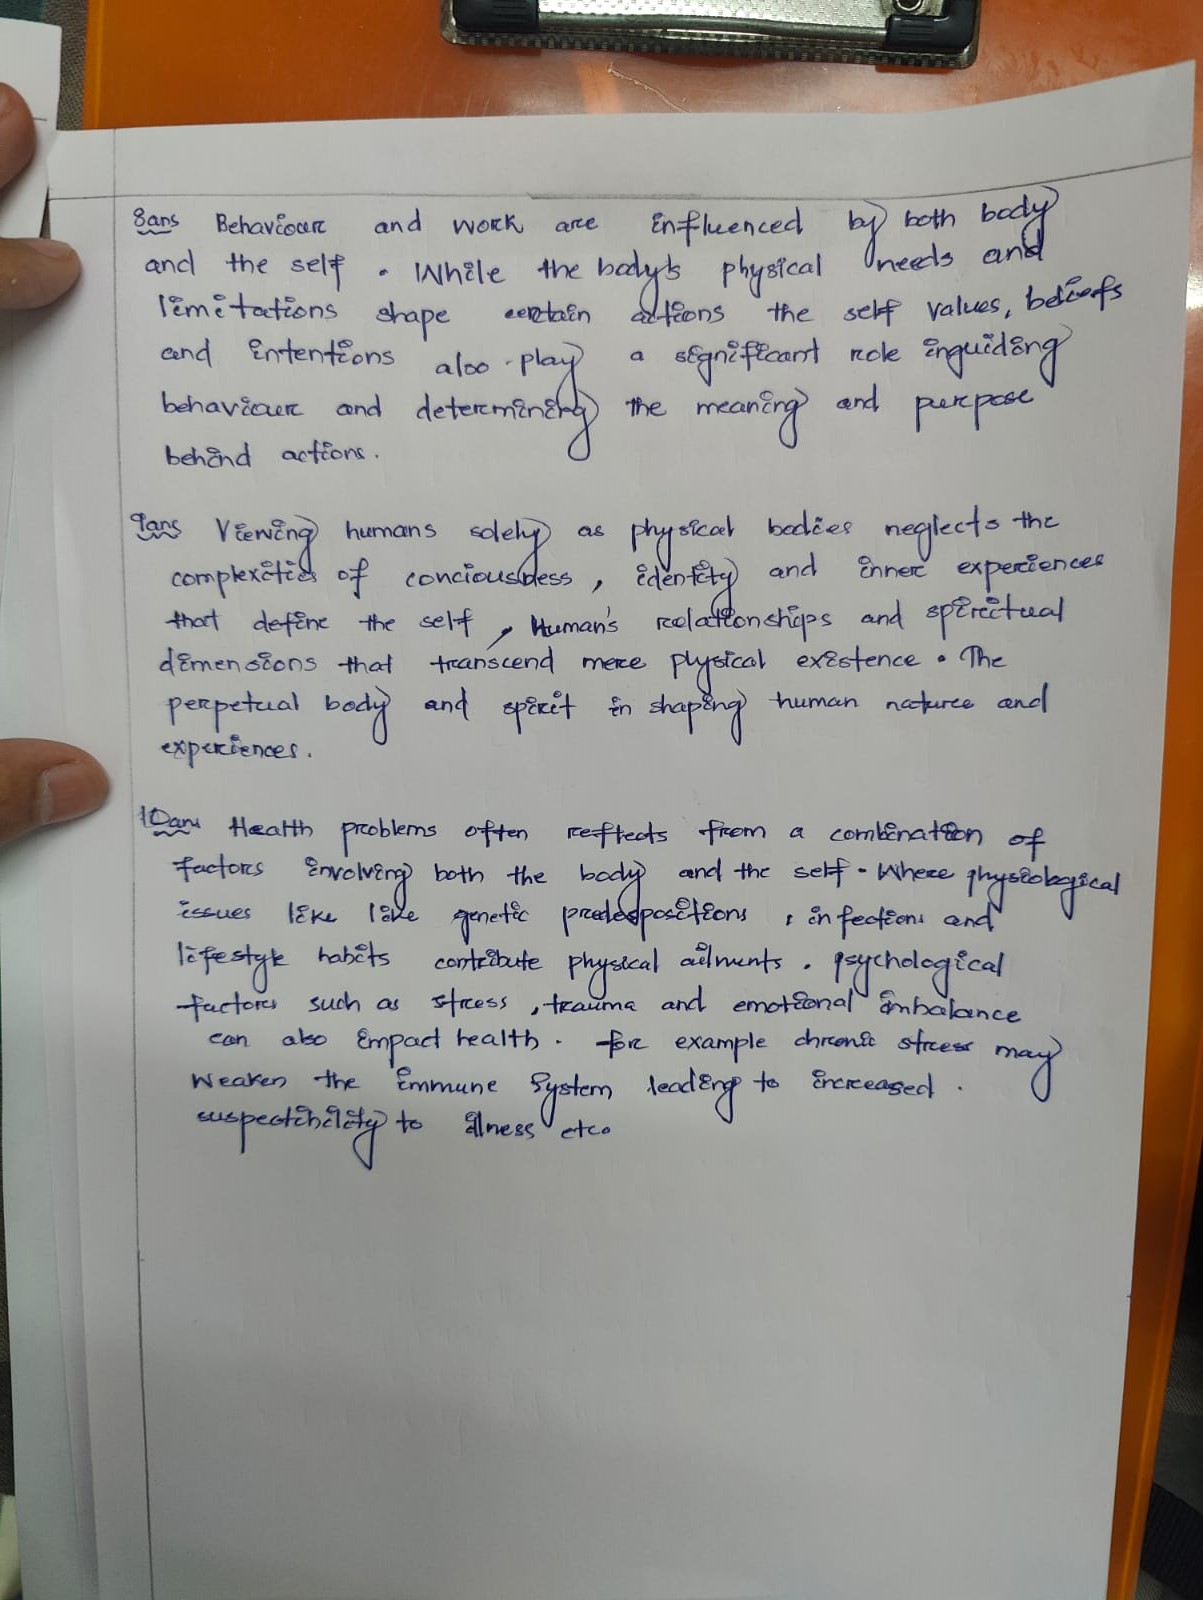 8ans Behaviour and work are influenced by both body
and the self. While the body's physical needs and
limitations shape certain actions the self values, beliefs
and intentions also play a significant role inguiding
behaviour and determining the meaning and purpose
behind actions.
9ans Viewing humans solely as physical bodies neglects the
complexities of conciousness, identity and inner experiences
that define the self, Human's relationships and spiritual
dimensions that transcend mere plysical existence. The
perpetual body and spirit in shaping human nature and
experiences.
10ans Health problems often reflects from a combination of
factors involving both the body and the self. Where physiological
issues like like genetic predespositions, infections and
lifestyle habits contribute physical ailments. psychological
factors such as stress, trauma and emotional imbalance
can also impact health. for example chronic stress may
weaken the immune system leading to increased.
suspectibility to illness etc.